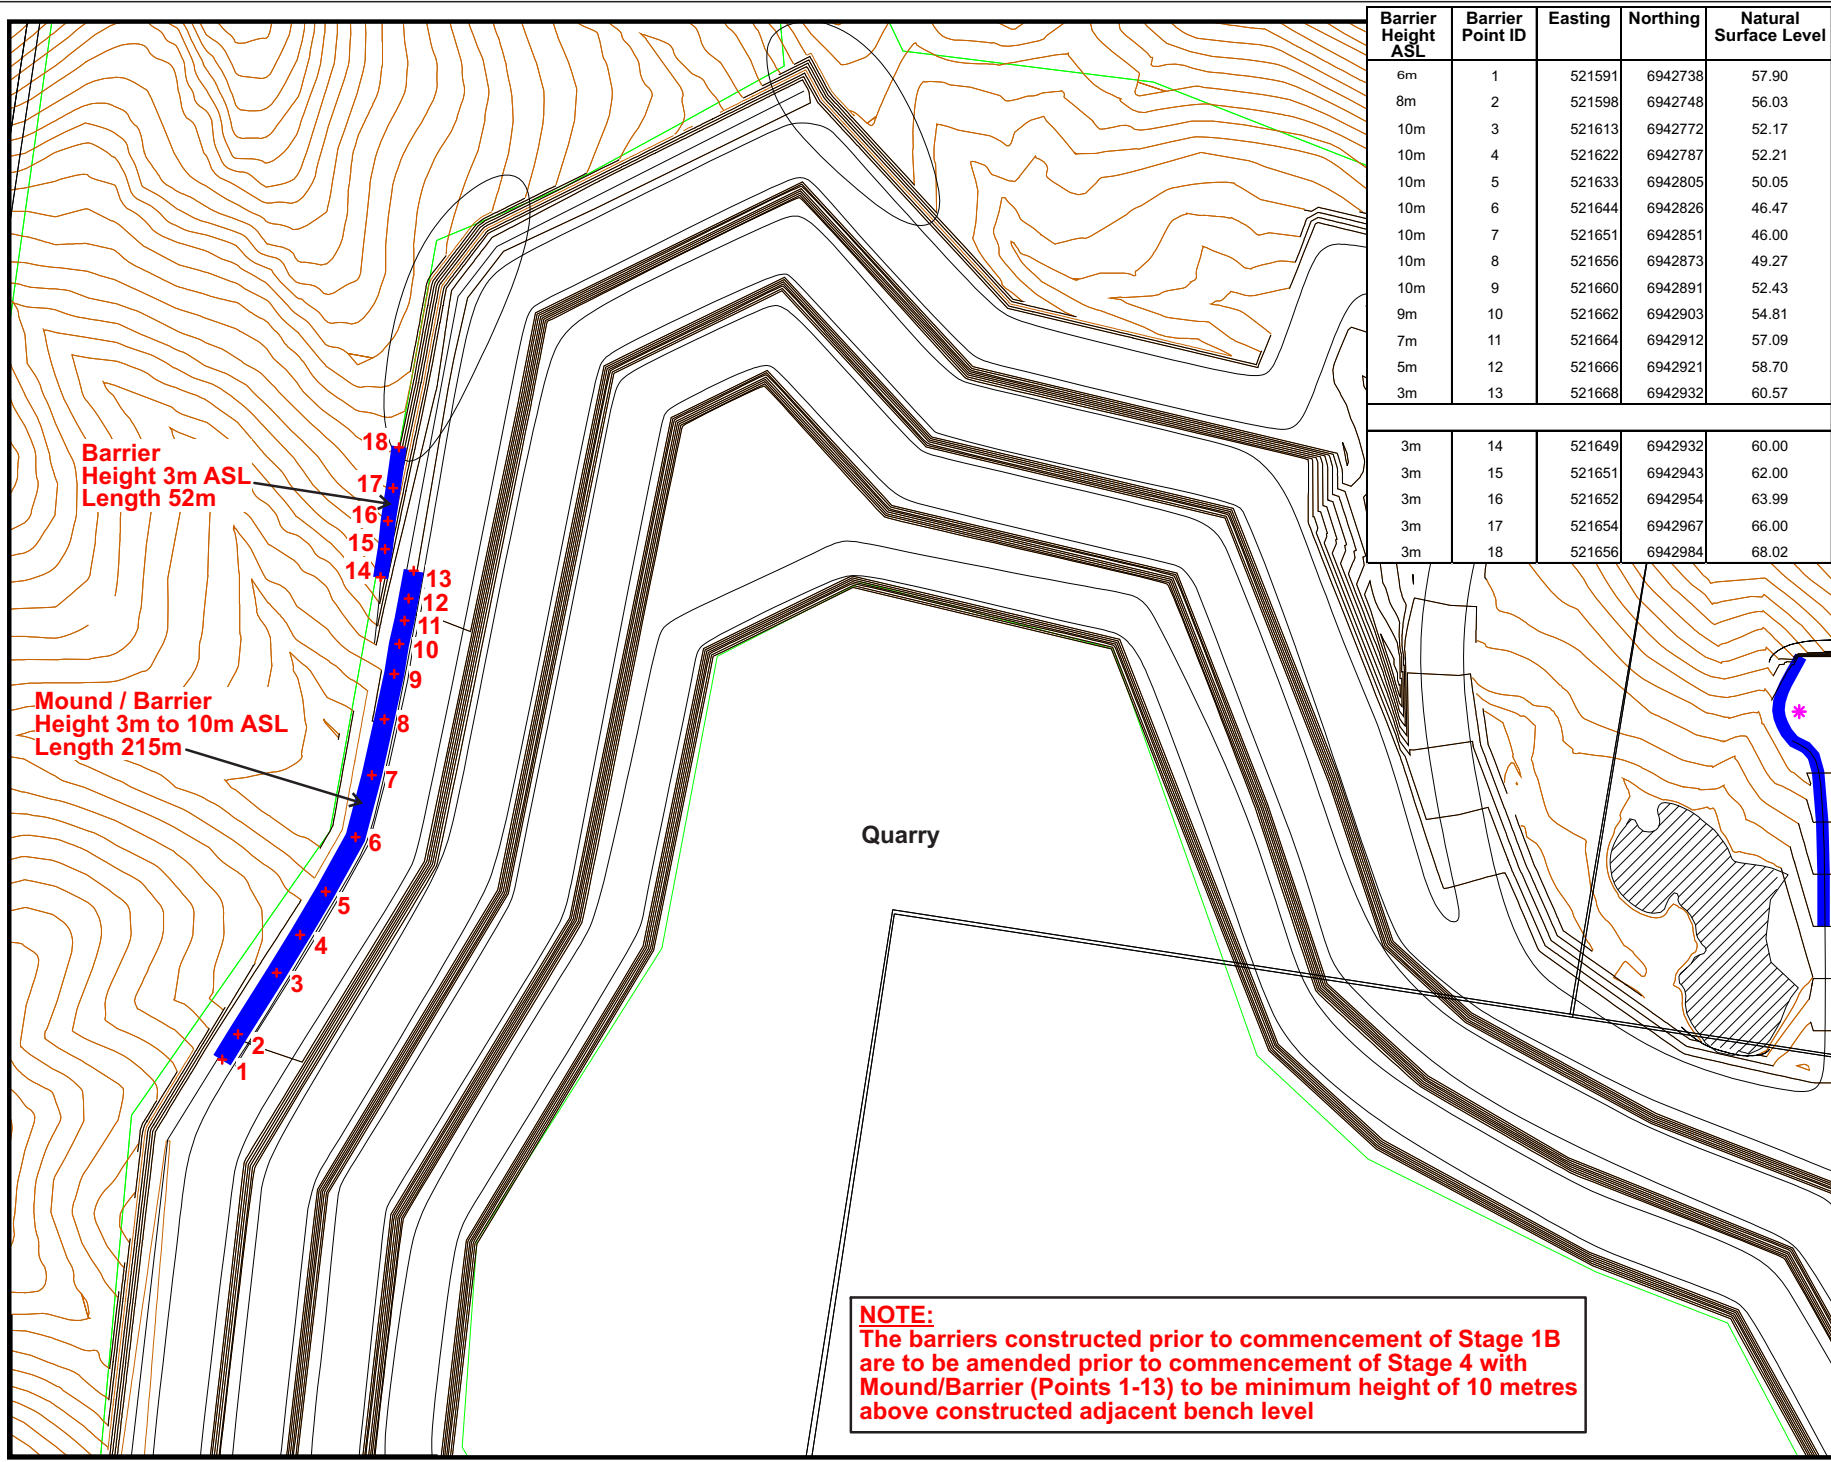 Barrier Height ASL | Barrier Point ID | Easting | Northing | Natural Surface Level
6m 1 521591 6942738 57.90
8m 2 521598 6942748 56.03
10m 3 521613 6942772 52.17
10m 4 521622 6942787 52.21
10m 5 521633 6942805 50.05
10m 6 521644 6942826 46.47
10m 7 521651 6942851 46.00
10m 8 521656 6942873 49.27
10m 9 521660 6942891 52.43
9m 10 521662 6942903 54.81
7m 11 521664 6942912 57.09
5m 12 521666 6942921 58.70
3m 13 521668 6942932 60.57
3m 14 521649 6942932 60.00
3m 15 521651 6942943 62.00
3m 16 521652 6942954 63.99
3m 17 521654 6942967 66.00
3m 18 521656 6942984 68.02
Barrier
Height 3m ASL
Length 52m
18
17
16
15
14
13
12
11
10
9
8
7
6
5
4
3
2
1
Mound / Barrier
Height 3m to 10m ASL
Length 215m
Quarry
NOTE:
The barriers constructed prior to commencement of Stage 1B
are to be amended prior to commencement of Stage 4 with
Mound/Barrier (Points 1-13) to be minimum height of 10 metres
above constructed adjacent bench level